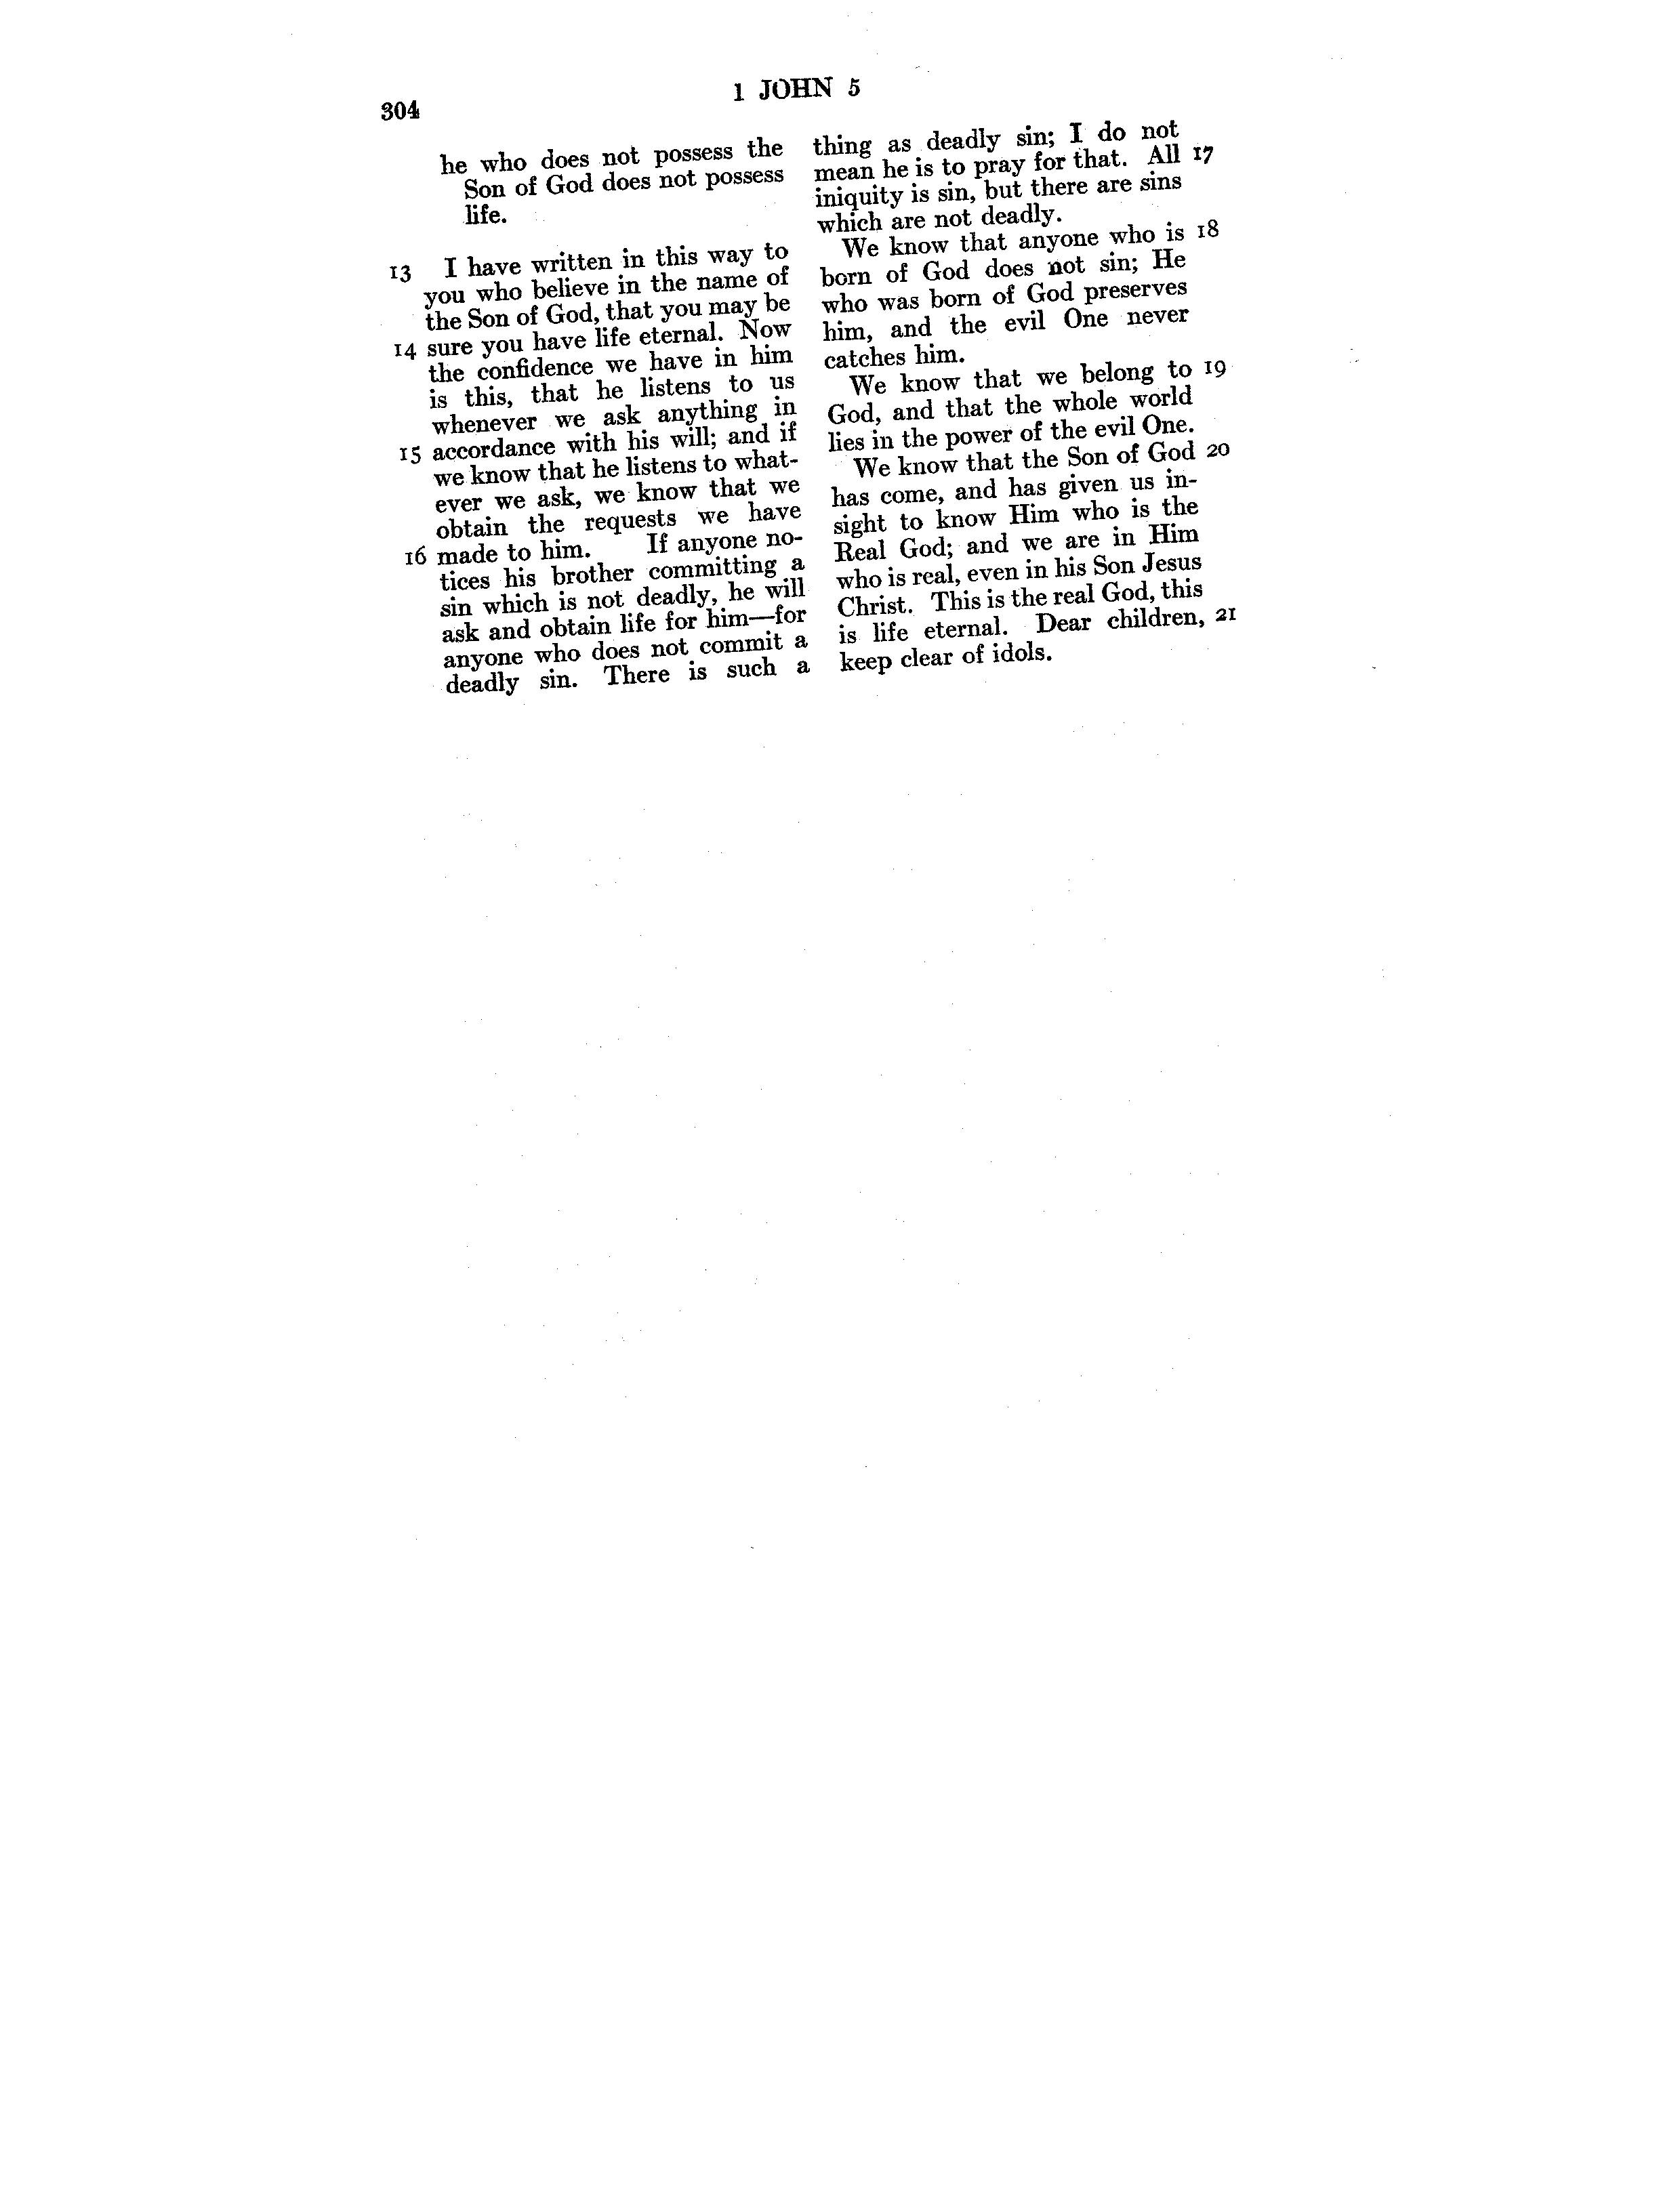 304
1 JOHN 5
he who does not possess the
Son of God does not possess
life.
13 I have written in this way to
you who believe in the name of
the Son of God, that you may be
14 sure you have life eternal. Now
the confidence we have in him
is this, that he listens to us
whenever we ask anything in
15 accordance with his will; and if
we know that he listens to what-
ever we ask, we know that we
obtain the requests we have
16 made to him. If anyone no-
tices his brother committing a
sin which is not deadly, he will
ask and obtain life for him—for
anyone who does not commit a
deadly sin. There is such a
thing as deadly sin; I do not
mean he is to pray for that. All 17
iniquity is sin, but there are sins
which are not deadly.
We know that anyone who is 18
born of God does not sin; He
who was born of God preserves
him, and the evil One never
catches him.
We know that we belong to 19
God, and that the whole world
lies in the power of the evil One.
We know that the Son of God 20
has come, and has given us in-
sight to know Him who is the
Real God; and we are in Him
who is real, even in his Son Jesus
Christ. This is the real God, this
is life eternal. Dear children, 21
keep clear of idols.